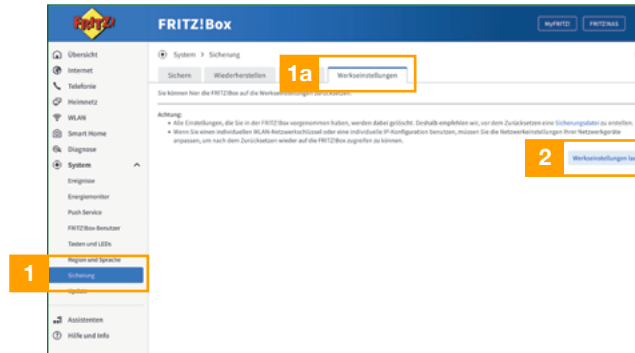 Fritz!
FRITZ!Box
MyFRITZ!
FRITZ!NAS
Übersicht
Internet
Telefonie
Heimnetz
WLAN
Smart Home
Diagnose
System
Ereignisse
Energiemonitor
Push Service
FRITZ!Box-Benutzer
Tasten und LEDs
Region und Sprache
1
Sicherung
Update
Assistenten
Hilfe und Info
System > Sicherung
Sichern
Wiederherstellen
1a
Werkseinstellungen
Sie können hier die FRITZ!Box auf die Werkseinstellungen zurücksetzen.
Achtung:
Alle Einstellungen, die Sie in der FRITZ!Box vorgenommen haben, werden dabei gelöscht. Deshalb empfehlen wir, vor dem Zurücksetzen eine Sicherungsdatei zu erstellen.
Wenn Sie einen individuellen WLAN-Netzwerkschlüssel oder eine individuelle IP-Konfiguration benutzen, müssen Sie die Netzwerkeinstellungen Ihrer Netzwerkgeräte
anpassen, um nach dem Zurücksetzen wieder auf die FRITZ!Box zugreifen zu können.
2
Werkseinstellungen